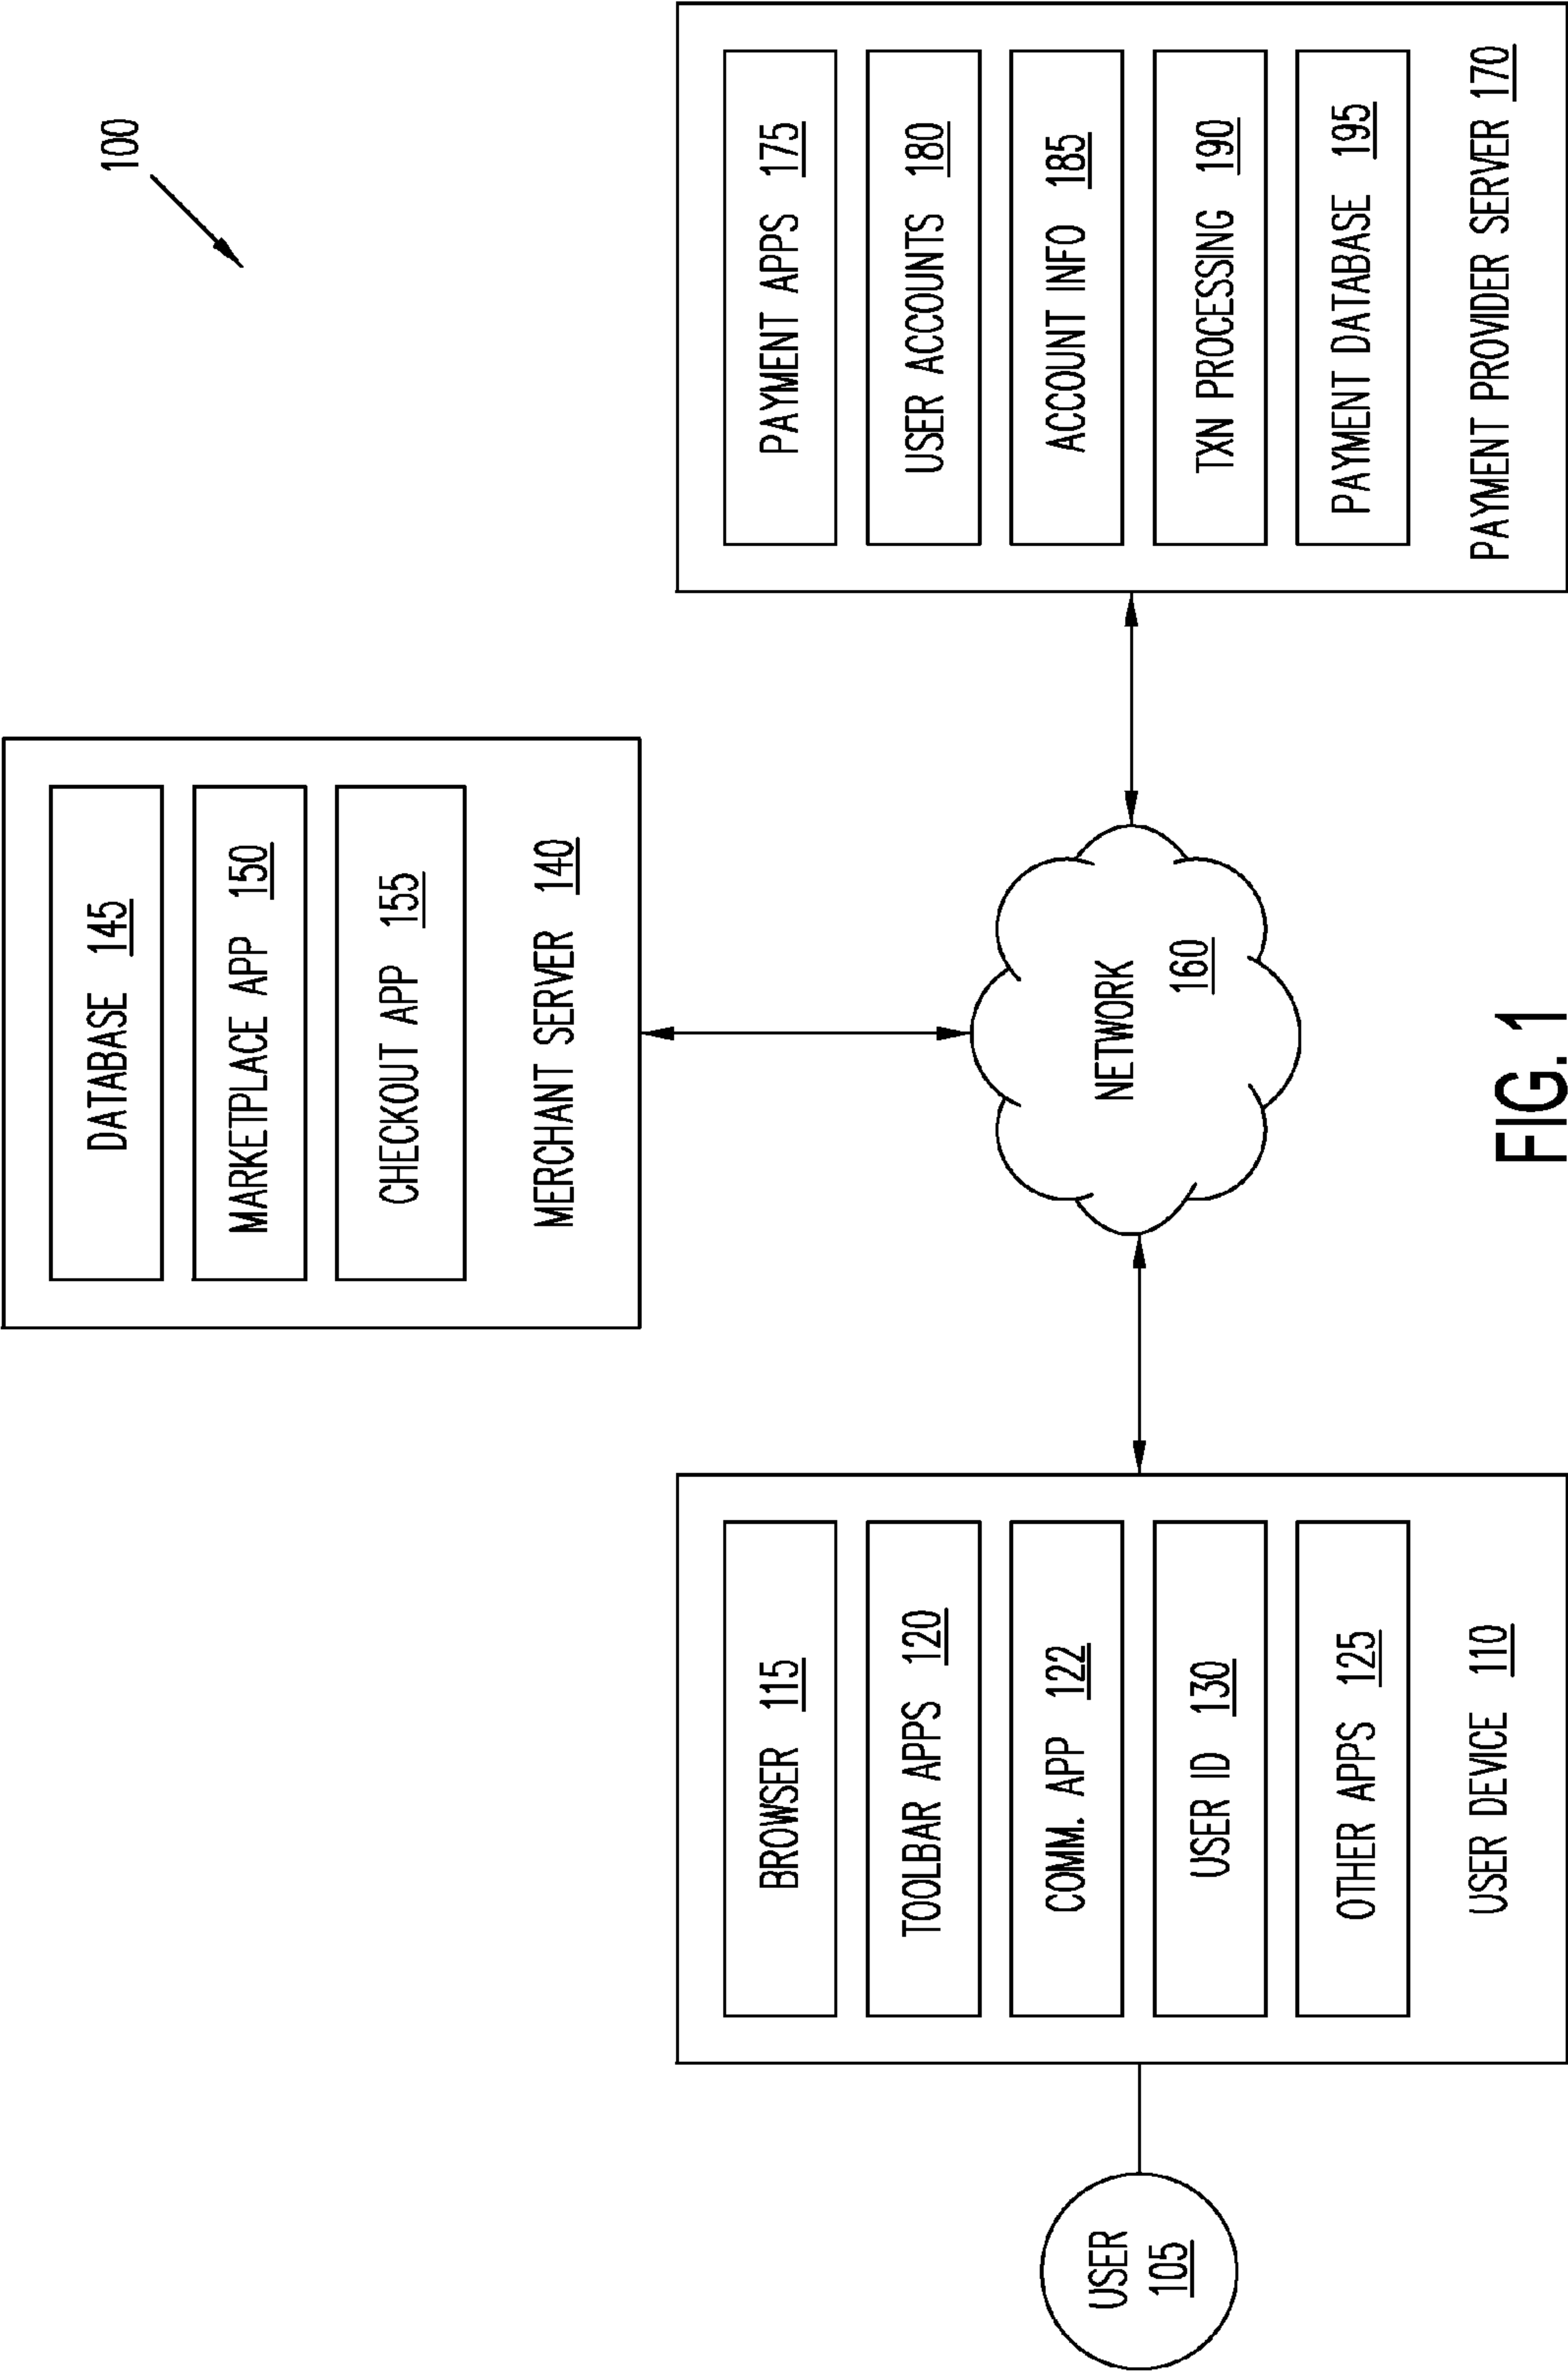 100
DATABASE 145
MARKETPLACE APP 150
CHECKOUT APP 155
MERCHANT SERVER 140
USER
105
BROWSER 115
TOOLBAR APPS 120
COMM. APP 122
USER ID 130
OTHER APPS 125
USER DEVICE 110
NETWORK
160
PAYMENT APPS 175
USER ACCOUNTS 180
ACCOUNT INFO 185
TXN PROCESSING 190
PAYMENT DATABASE 195
PAYMENT PROVIDER SERVER 170
FIG. 1